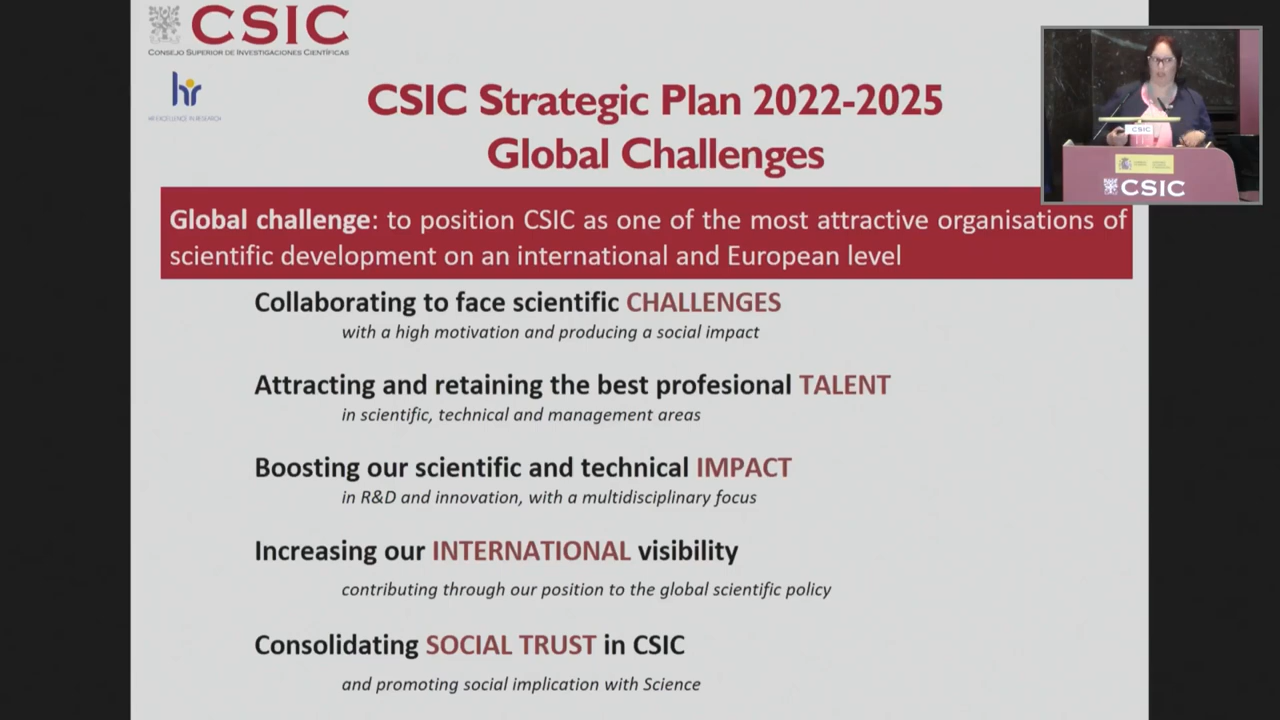 CSIC
CONSEJO SUPERIOR DE INVESTIGACIONES CIENTÍFICAS
hr
HR EXCELLENCE IN RESEARCH
CSIC Strategic Plan 2022-2025
Global Challenges
Global challenge: to position CSIC as one of the most attractive organisations of
scientific development on an international and European level
Collaborating to face scientific CHALLENGES
with a high motivation and producing a social impact
Attracting and retaining the best profesional TALENT
in scientific, technical and management areas
Boosting our scientific and technical IMPACT
in R&D and innovation, with a multidisciplinary focus
Increasing our INTERNATIONAL visibility
contributing through our position to the global scientific policy
Consolidating SOCIAL TRUST in CSIC
and promoting social implication with Science
CSIC
CSIC